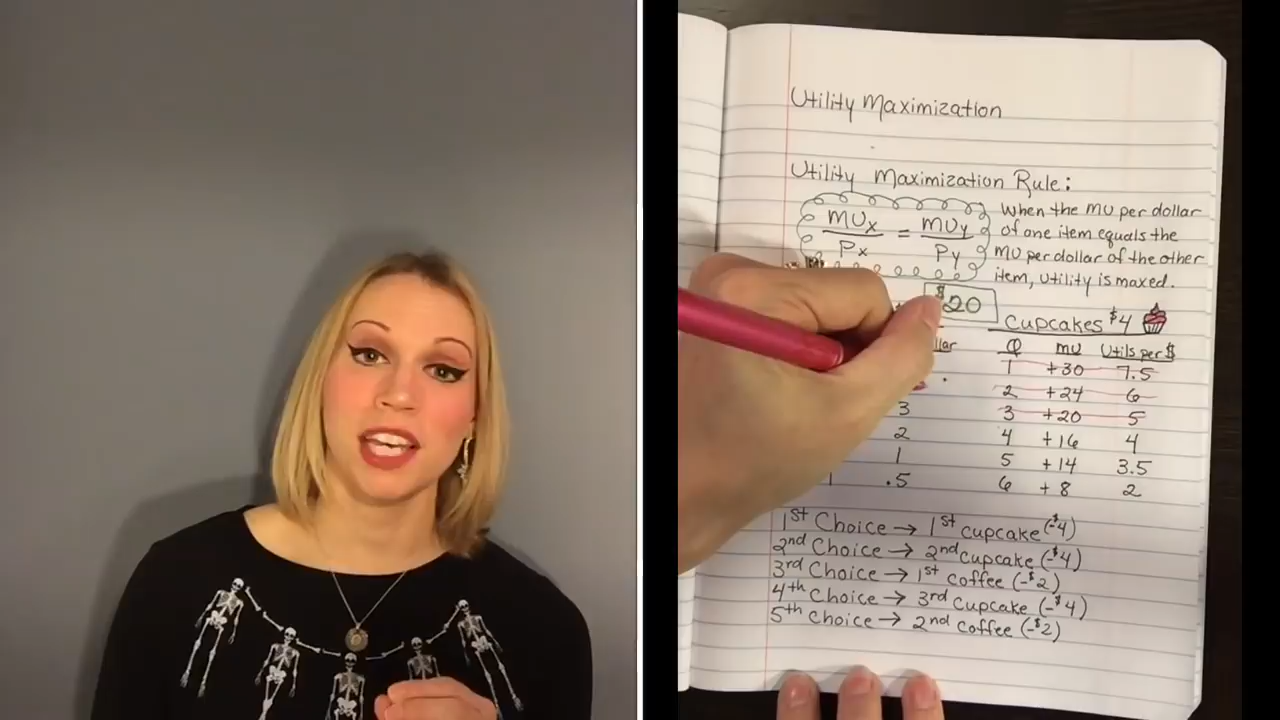 Utility Maximization
Utility Maximization Rule:
MUx / Px = MUy / Py
When the MU per dollar
of one item equals the
MU per dollar of the other
item, utility is maxed.
$20
Cupcakes $4
Q MU Utils per $
1 +30 7.5
2 +24 6
3 3 +20 5
2 4 +16 4
1 5 +14 3.5
1 .5 6 +8 2
1st Choice → 1st cupcake (-$4)
2nd Choice → 2nd Cupcake (-$4)
3rd Choice → 1st Coffee (-$2)
4th Choice → 3rd Cupcake (-$4)
5th Choice → 2nd Coffee (-$2)